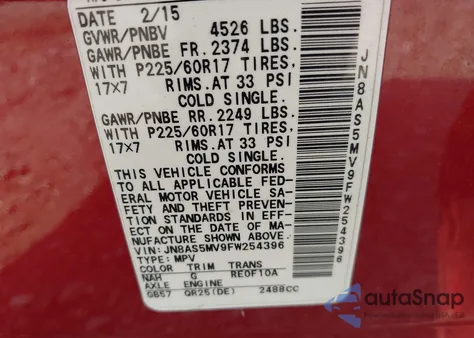 DATE 2/15
GVWR/PNBV 4526 LBS.
GAWR/PNBE FR. 2374 LBS.
WITH P225/60R17 TIRES,
17x7 RIMS.AT 33 PSI
COLD SINGLE.
GAWR/PNBE RR. 2249 LBS.
WITH P225/60R17 TIRES,
17x7 RIMS.AT 33 PSI
COLD SINGLE.
THIS VEHICLE CONFORMS
TO ALL APPLICABLE FED-
ERAL MOTOR VEHICLE SA-
FETY AND THEFT PREVEN-
TION STANDARDS IN EFF-
ECT ON THE DATE OF MA-
NUFACTURE SHOWN ABOVE.
VIN:JN8AS5MV9FW254396
TYPE:MPV
COLOR TRIM TRANS
NAH G RE0F10A
AXLE ENGINE
GB57 QR25(DE) 2488CC
JN8AS5MV9FW254396
autoSnap